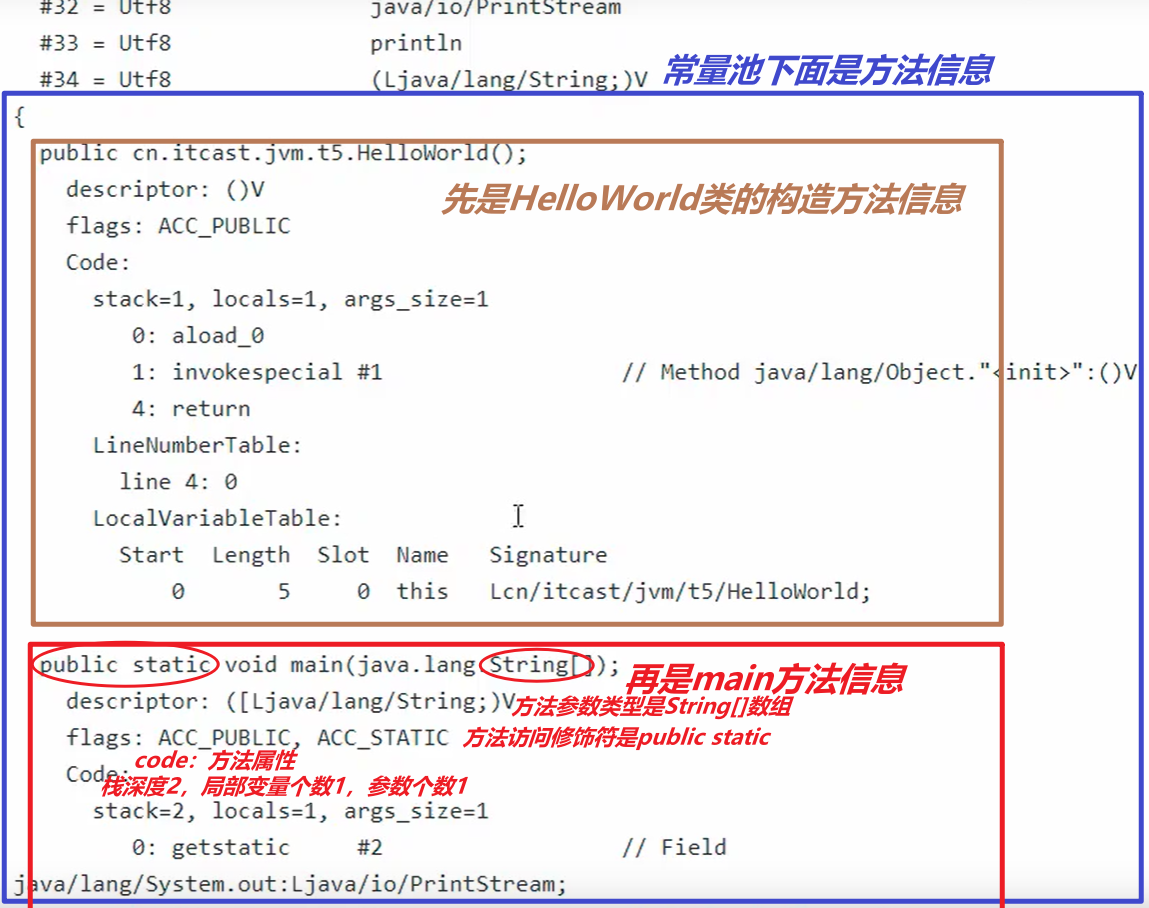 #32 = Utf8 java/io/PrintStream
#33 = Utf8 println
#34 = Utf8 (Ljava/lang/String;)V 常量池下面是方法信息
{
public cn.itcast.jvm.t5.HelloWorld();
descriptor: ()V
先是HelloWorld类的构造方法信息
flags: ACC_PUBLIC
Code:
stack=1, locals=1, args_size=1
0: aload_0
1: invokespecial #1 // Method java/lang/Object."<init>":()V
4: return
LineNumberTable:
line 4: 0
LocalVariableTable:
Start Length Slot Name Signature
0 5 0 this Lcn/itcast/jvm/t5/HelloWorld;
public static void main(java.lang.String[]);
再是main方法信息
descriptor: ([Ljava/lang/String;)V 方法参数类型是String[]数组
flags: ACC_PUBLIC, ACC_STATIC 方法访问修饰符是public static
code：方法属性
Code:
栈深度2，局部变量个数1，参数个数1
stack=2, locals=1, args_size=1
0: getstatic #2 // Field
java/lang/System.out:Ljava/io/PrintStream;